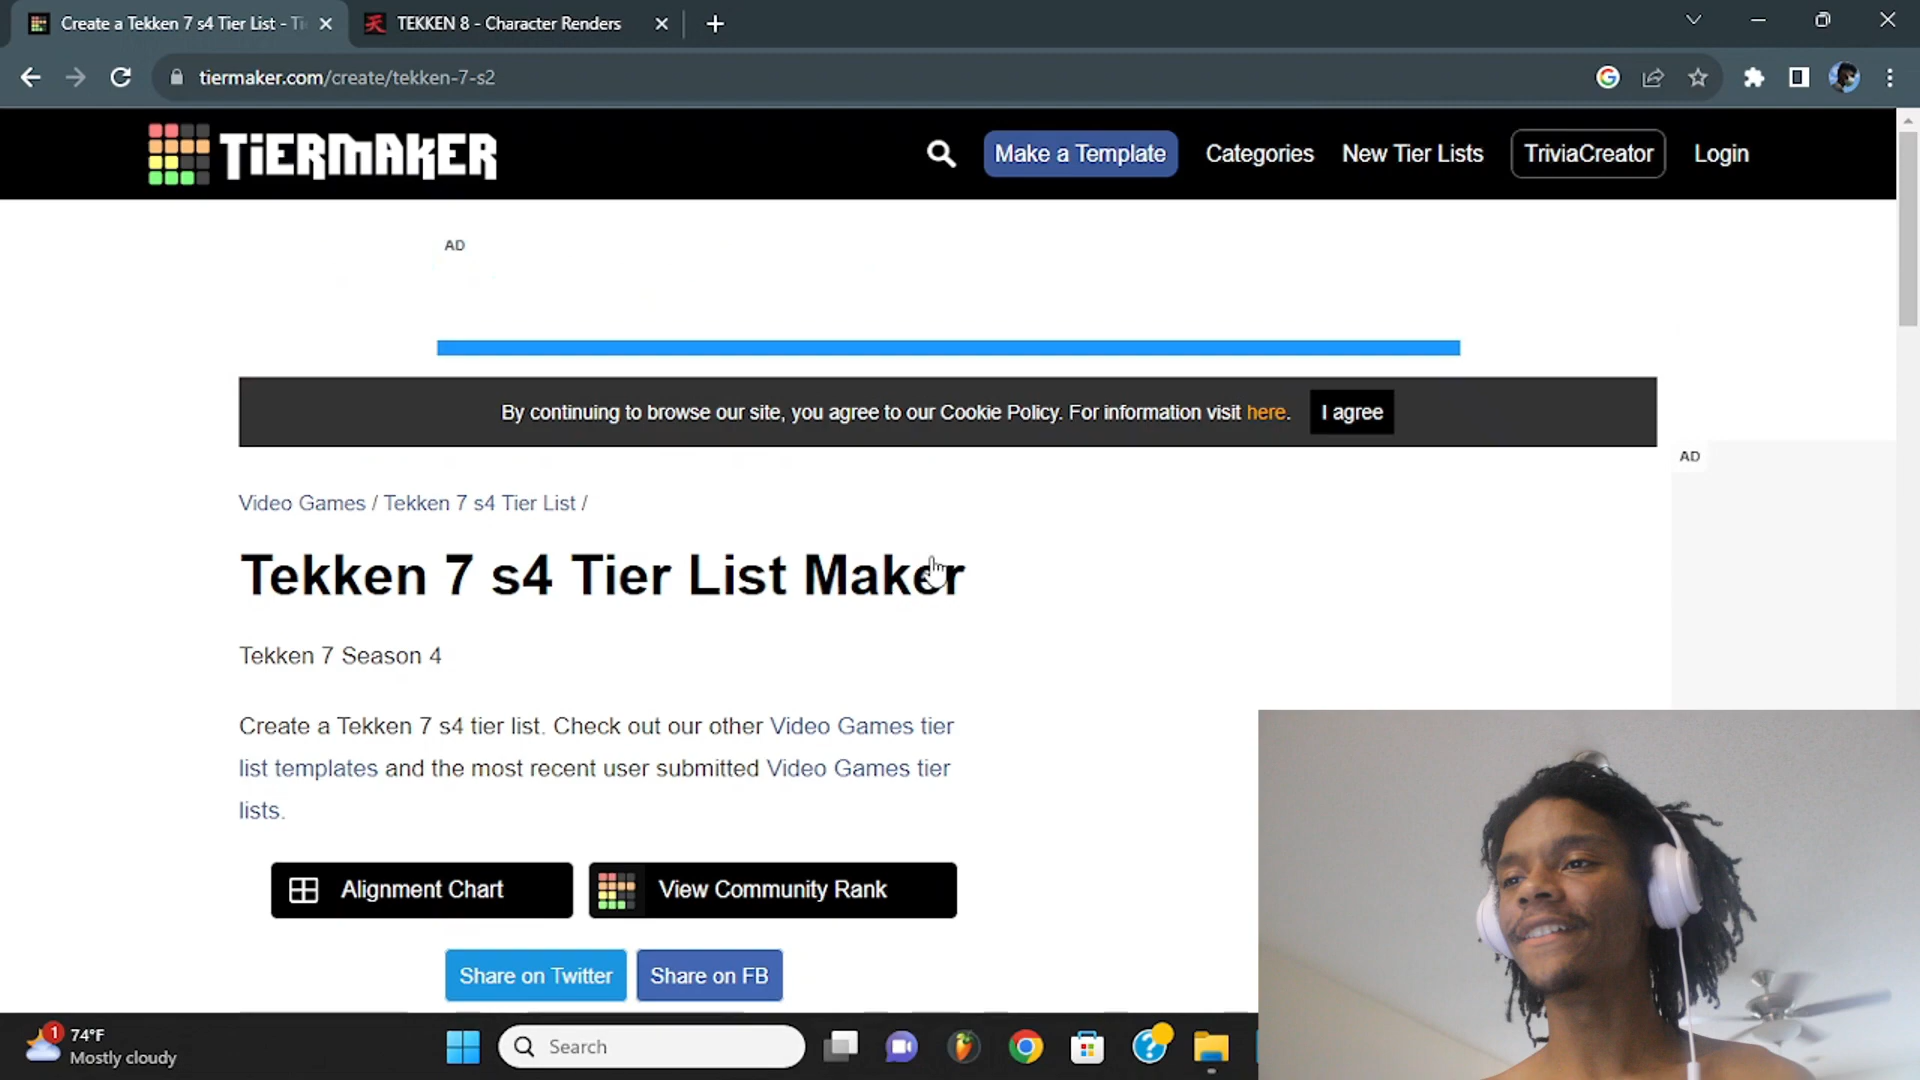 Create a Tekken 7 s4 Tier List - Ti
TEKKEN 8 - Character Renders
tiermaker.com/create/tekken-7-s2
TiERMAKER
Make a Template
Categories
New Tier Lists
TriviaCreator
Login
AD
By continuing to browse our site, you agree to our Cookie Policy. For information visit here.
I agree
AD
Video Games / Tekken 7 s4 Tier List /
Tekken 7 s4 Tier List Maker
Tekken 7 Season 4
Create a Tekken 7 s4 tier list. Check out our other Video Games tier
list templates and the most recent user submitted Video Games tier
lists.
Alignment Chart
View Community Rank
Share on Twitter
Share on FB
1
74°F
Mostly cloudy
Search